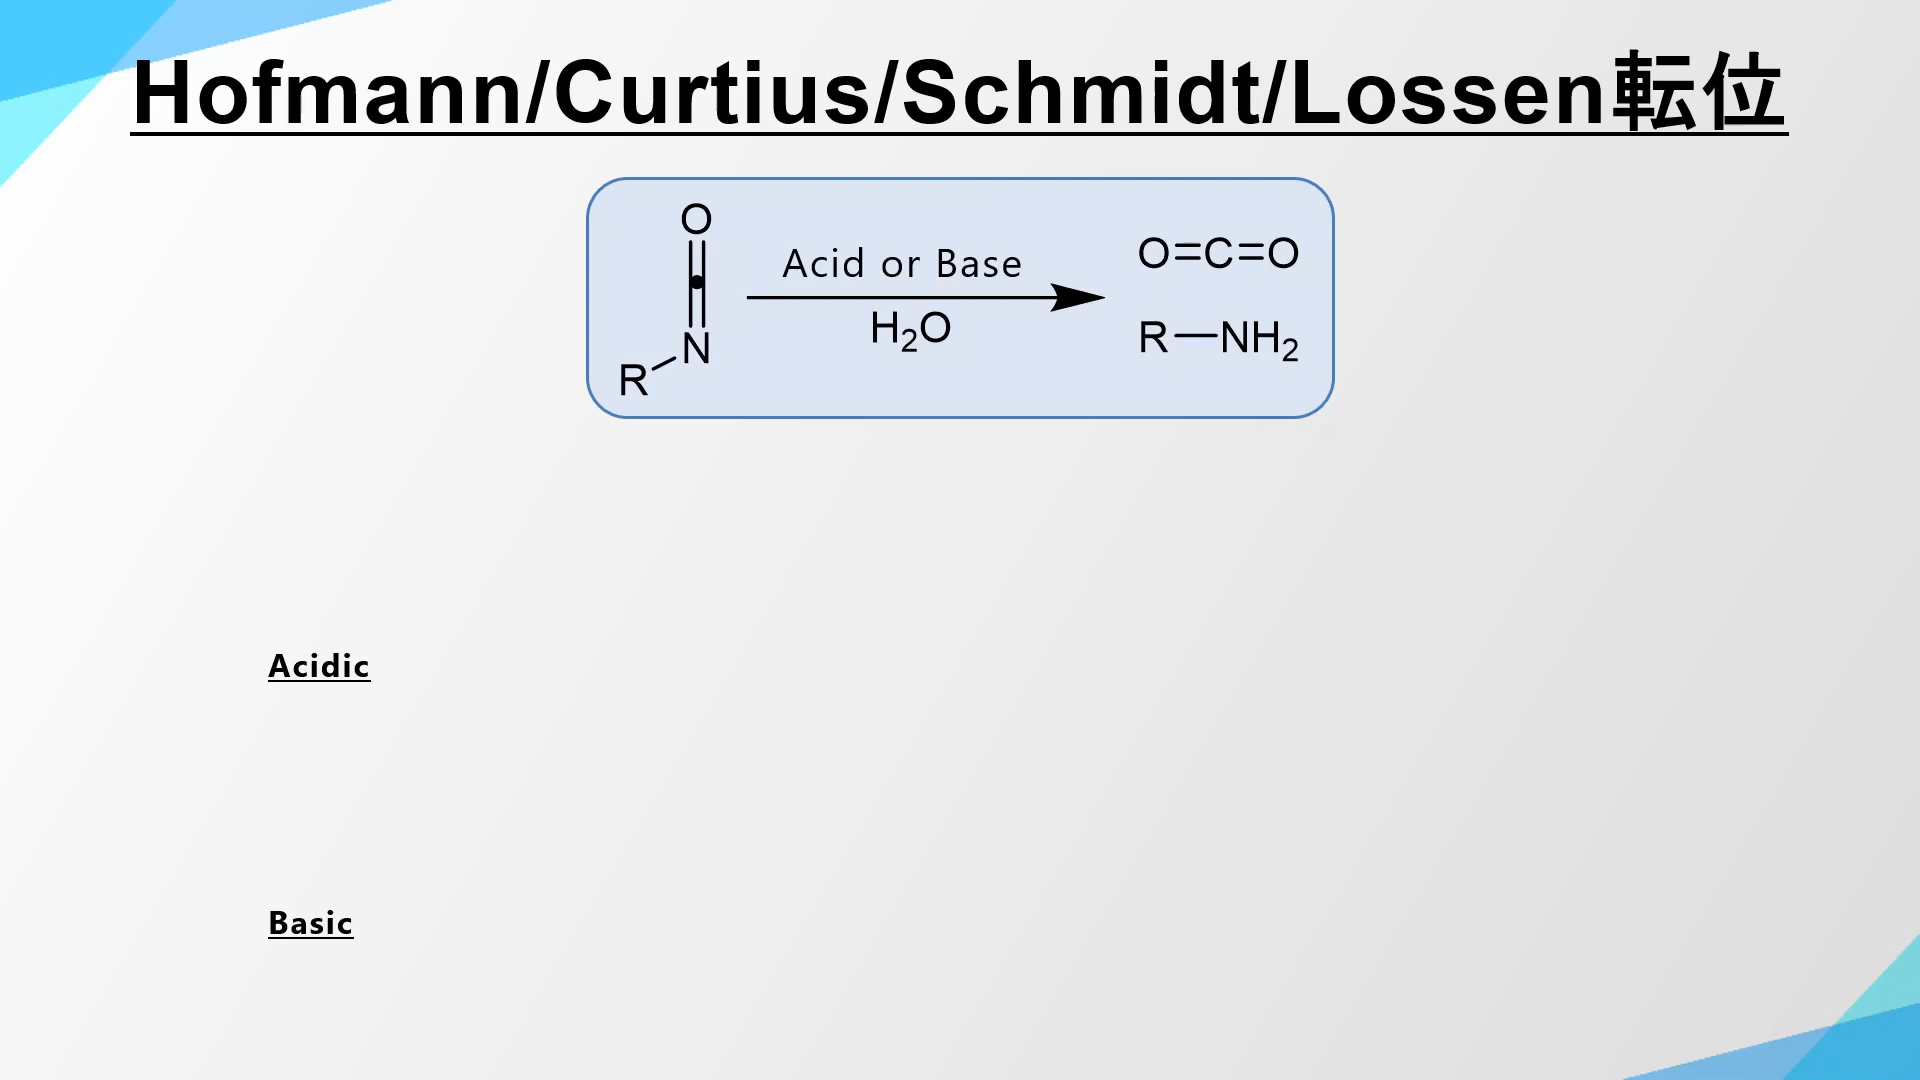 Hofmann/Curtius/Schmidt/Lossen転位
O
N
R
Acid or Base
H₂O
O=C=O
R—NH₂
Acidic
Basic